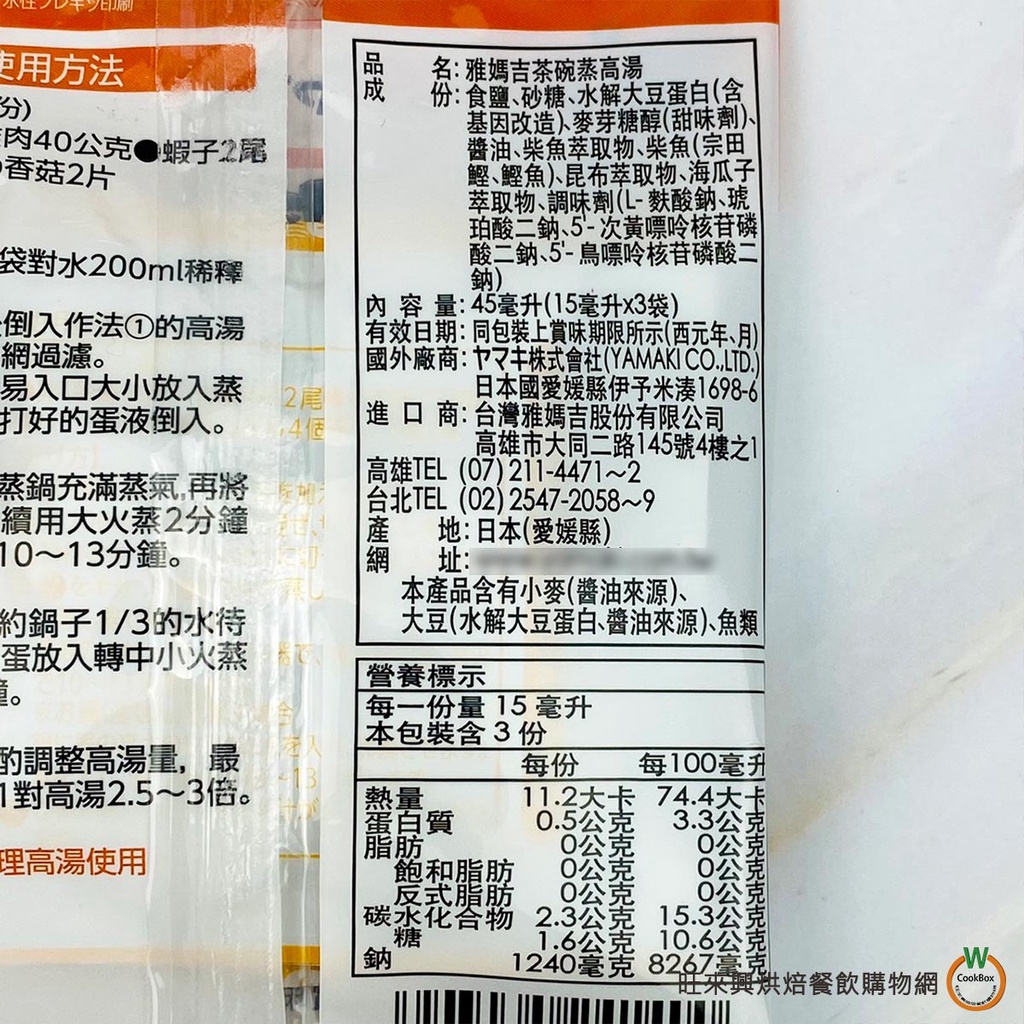 水性フレキソ印刷
使用方法
份)
肉40公克●蝦子2尾
香菇2片
袋對水200ml稀釋
倒入作法①的高湯
網過濾。
易入口大小放入蒸
打好的蛋液倒入。
蒸鍋充滿蒸氣,再將
續用大火蒸2分鐘
10～13分鐘。
約鍋子1/3的水待
蛋放入轉中小火蒸
鐘。
酌調整高湯量，最
1對高湯2.5～3倍。
理高湯使用
品名:雅媽吉茶碗蒸高湯
成份:食鹽、砂糖、水解大豆蛋白(含
基因改造)、麥芽糖醇(甜味劑)、
醬油、柴魚萃取物、柴魚(宗田
鰹、鰹魚)、昆布萃取物、海瓜子
萃取物、調味劑(L-麩酸鈉、琥
珀酸二鈉、5'-次黃嘌呤核苷磷
酸二鈉、5'-鳥嘌呤核苷磷酸二
鈉)
內容量:45毫升(15毫升x3袋)
有效日期:同包裝上賞味期限所示(西元年、月)
國外廠商:ヤマキ株式會社(YAMAKI CO.,LTD.)
日本國愛媛縣伊予米湊1698-6
進口商:台灣雅媽吉股份有限公司
高雄市大同二路145號4樓之1
高雄TEL (07)211-4471～2
台北TEL (02)2547-2058～9
產地:日本(愛媛縣)
網址:
本產品含有小麥(醬油來源)、
大豆(水解大豆蛋白、醬油來源)、魚類
營養標示
每一份量 15 毫升
本包裝含 3 份
每份 每100毫升
熱量 11.2大卡 74.4大卡
蛋白質 0.5公克 3.3公克
脂肪 0公克 0公克
飽和脂肪 0公克 0公克
反式脂肪 0公克 0公克
碳水化合物 2.3公克 15.3公克
糖 1.6公克 10.6公克
鈉 1240毫克 8267毫克
旺來興烘焙餐飲購物網
W
CookBox